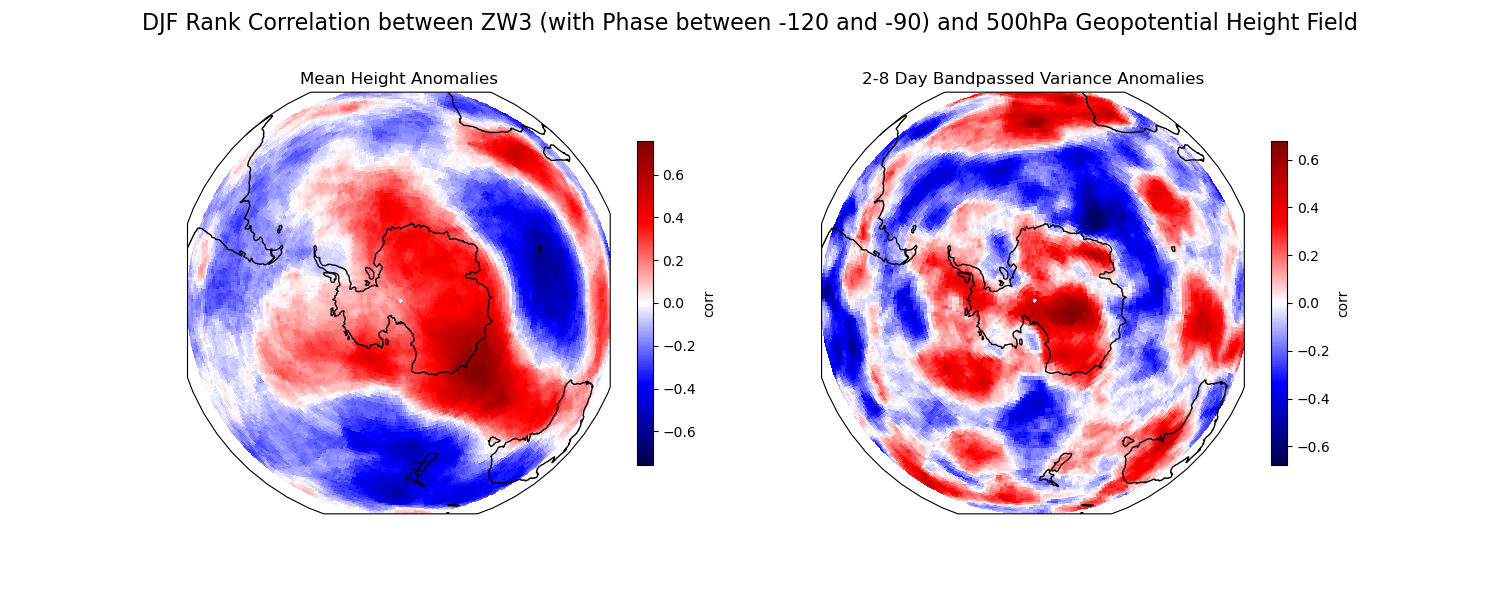 DJF Rank Correlation between ZW3 (with Phase between -120 and -90) and 500hPa Geopotential Height Field
Mean Height Anomalies
0.6
0.4
0.2
0.0
−0.2
−0.4
−0.6
corr
2-8 Day Bandpassed Variance Anomalies
0.6
0.4
0.2
0.0
−0.2
−0.4
−0.6
corr